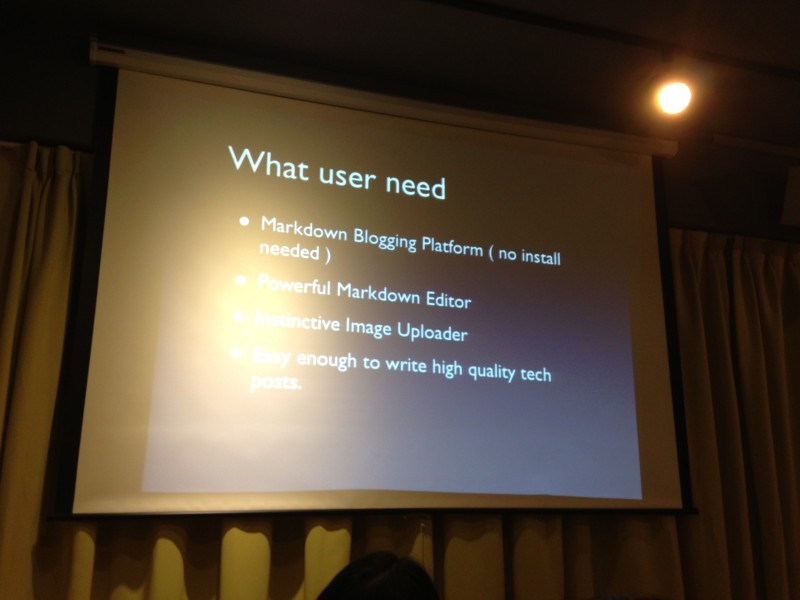 What user need
• Markdown Blogging Platform ( no install
needed )
• Powerful Markdown Editor
• Instinctive Image Uploader
• Easy enough to write high quality tech
posts.